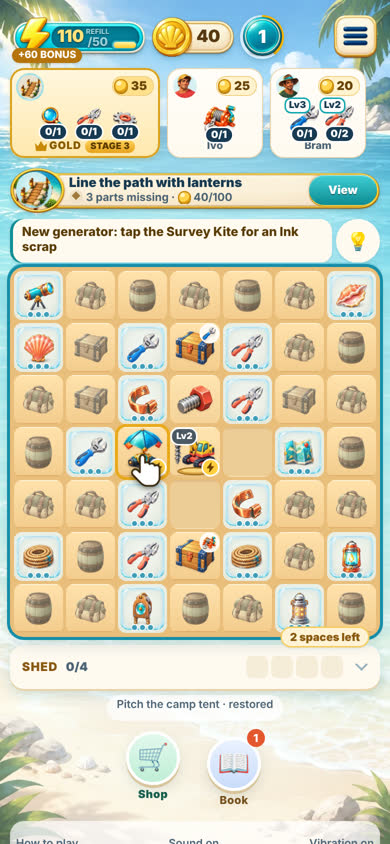 110 REFILL /50
+60 BONUS
40
1
35
0/1 0/1 0/1
GOLD STAGE 3
25
0/1
Ivo
20
Lv3 Lv2
0/1 0/2
Bram
Line the path with lanterns
3 parts missing · 40/100
View
New generator: tap the Survey Kite for an Ink
scrap
Lv2
2 spaces left
SHED 0/4
Pitch the camp tent · restored
Shop
1
Book
How to play Sound on Vibration on